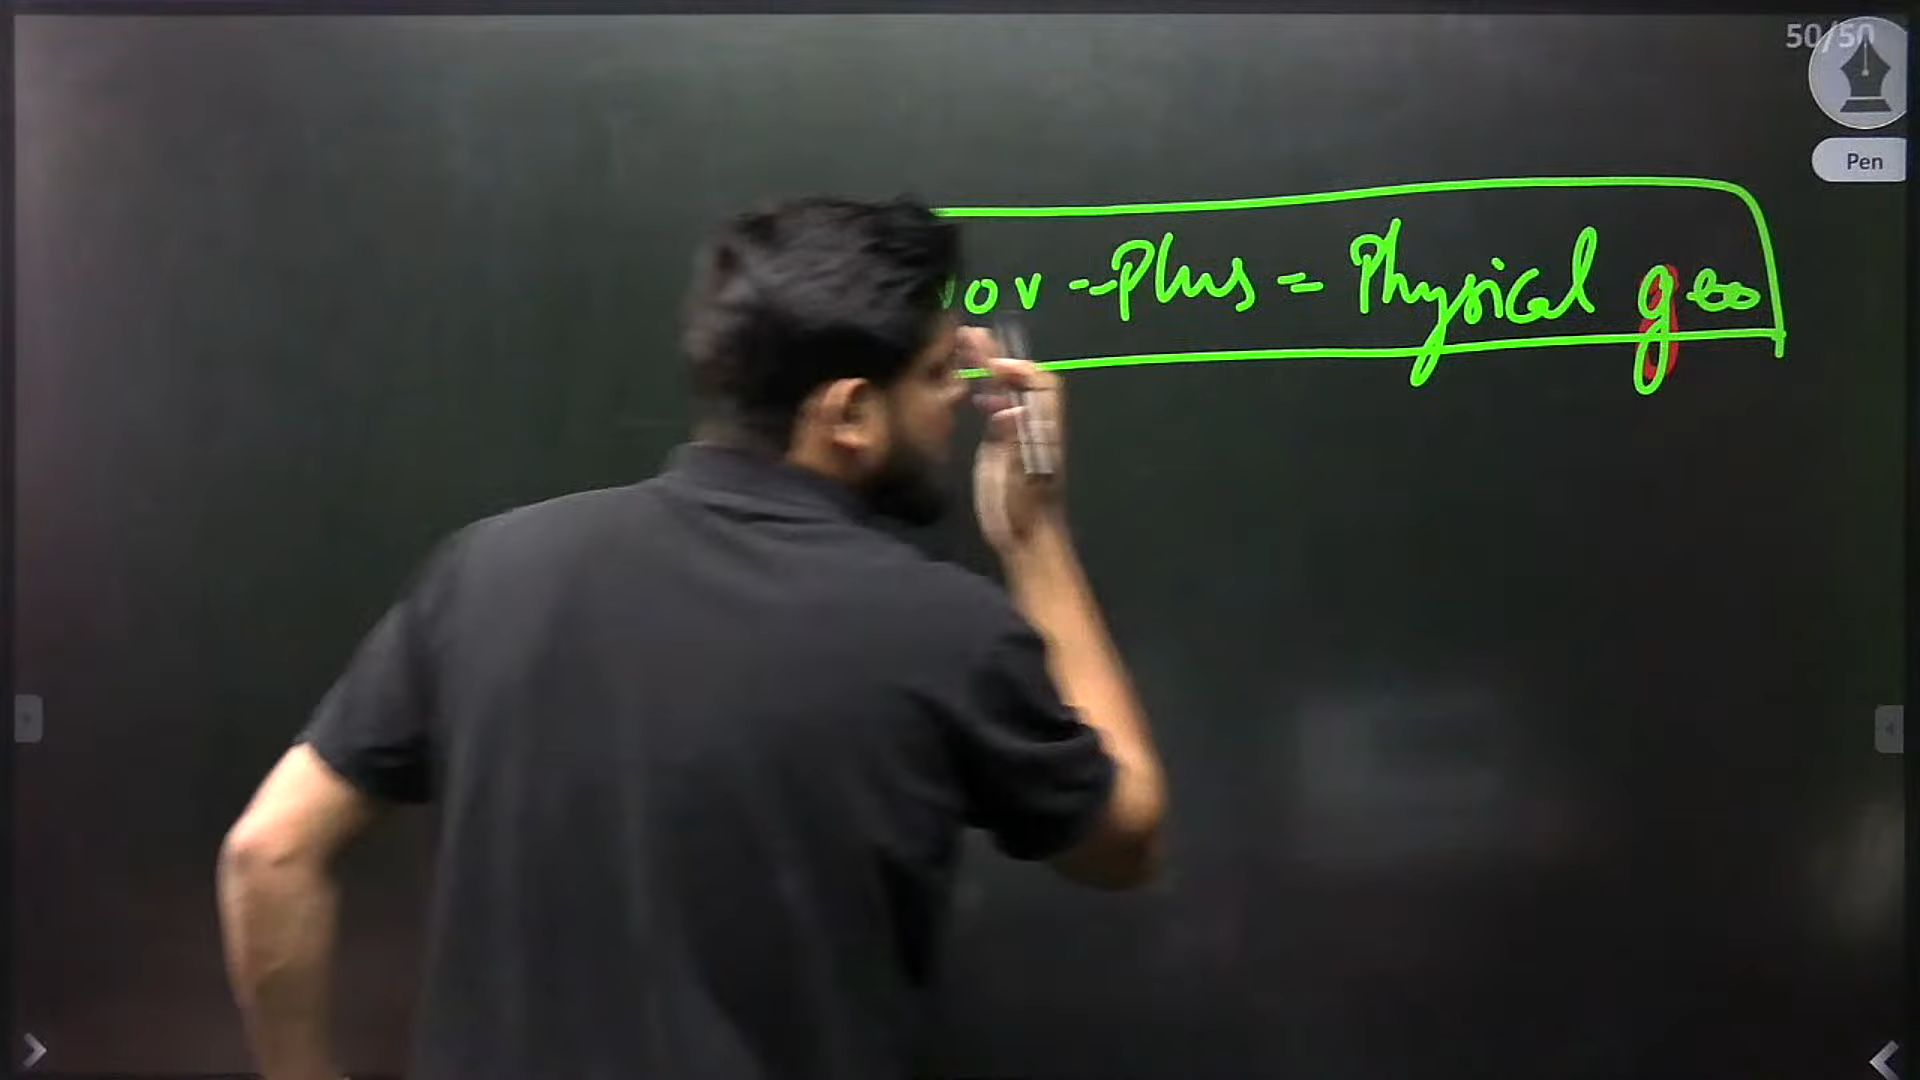 50/50
Pen
ov -- Plus = Physical geo